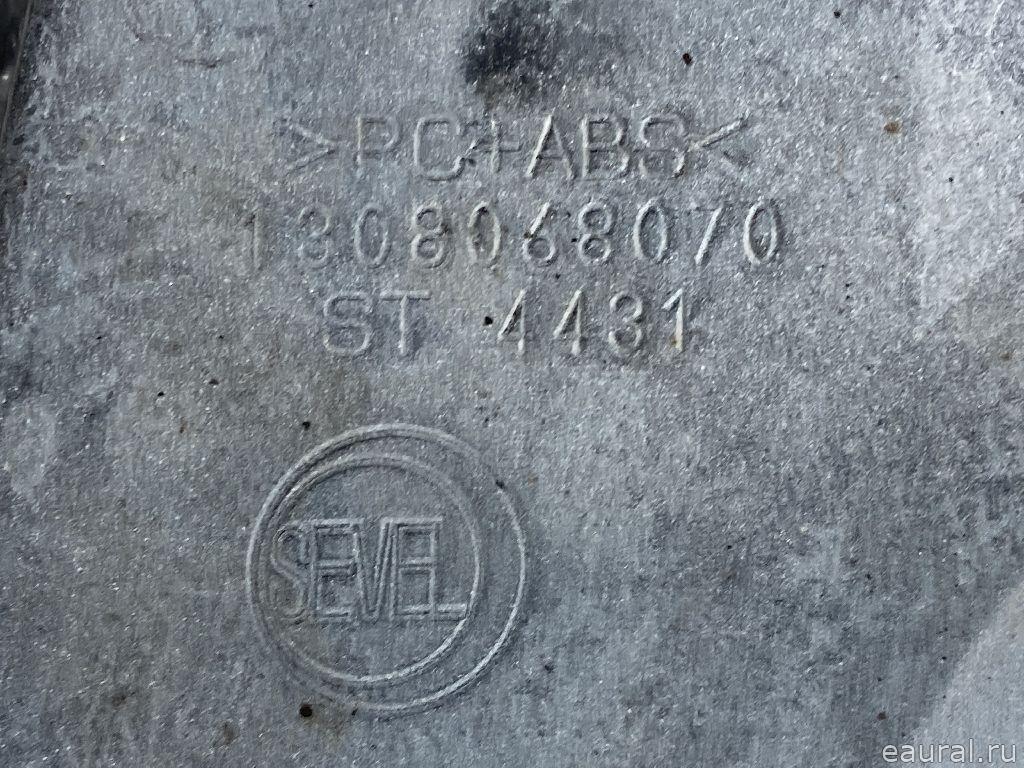 >PC+ABS<
1308068070
ST 4431
SEVEL
eaural.ru